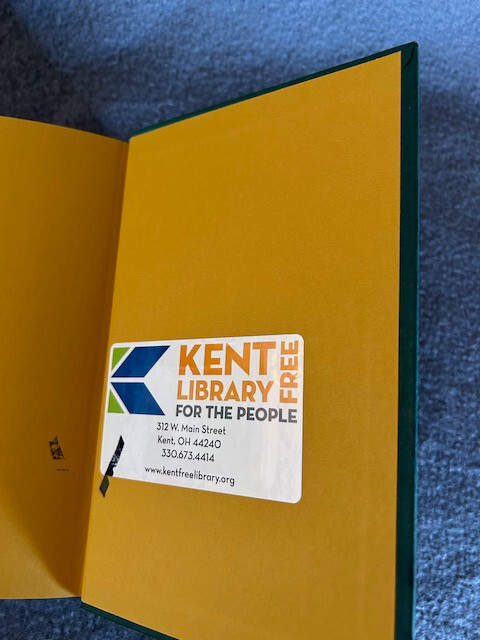 KENT FREE
LIBRARY
FOR THE PEOPLE
312 W. Main Street
Kent, OH 44240
330.673.4414
www.kentfreelibrary.org